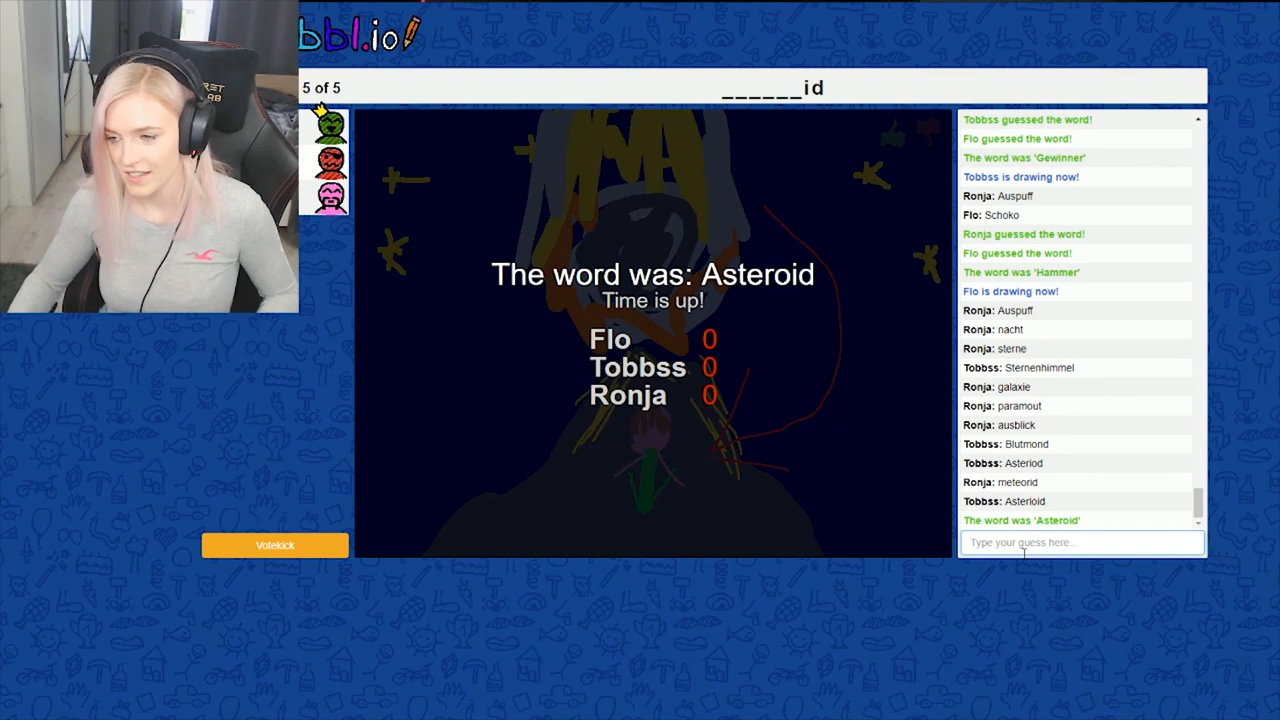 bbl.io
5 of 5
______id
The word was: Asteroid
Time is up!
Flo 0
Tobbss 0
Ronja 0
Votekick
Tobbss guessed the word!
Flo guessed the word!
The word was 'Gewinner'
Tobbss is drawing now!
Ronja: Auspuff
Flo: Schoko
Ronja guessed the word!
Flo guessed the word!
The word was 'Hammer'
Flo is drawing now!
Ronja: Auspuff
Ronja: nacht
Ronja: sterne
Tobbss: Sternenhimmel
Ronja: galaxie
Ronja: paramout
Ronja: ausblick
Tobbss: Blutmond
Tobbss: Asteriod
Ronja: meteorid
Tobbss: Asterioid
The word was 'Asteroid'
Type your guess here...